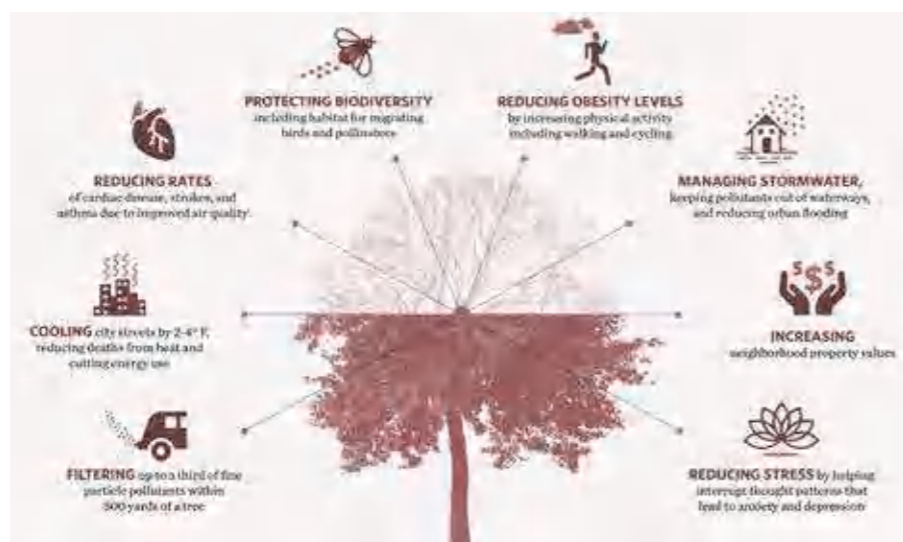 PROTECTING BIODIVERSITY
including habitat for migrating
birds and pollinators
REDUCING OBESITY LEVELS
by increasing physical activity
including walking and cycling
REDUCING RATES
of cardiac disease, strokes, and
asthma due to improved air quality
MANAGING STORMWATER,
keeping pollutants out of waterways,
and reducing urban flooding
COOLING city streets by 2-4° F,
reducing deaths from heat and
cutting energy use
$ $ $
INCREASING
neighborhood property values
FILTERING up to a third of fine
particle pollutants within
300 yards of a tree
REDUCING STRESS by helping
interrupt thought patterns that
lead to anxiety and depression